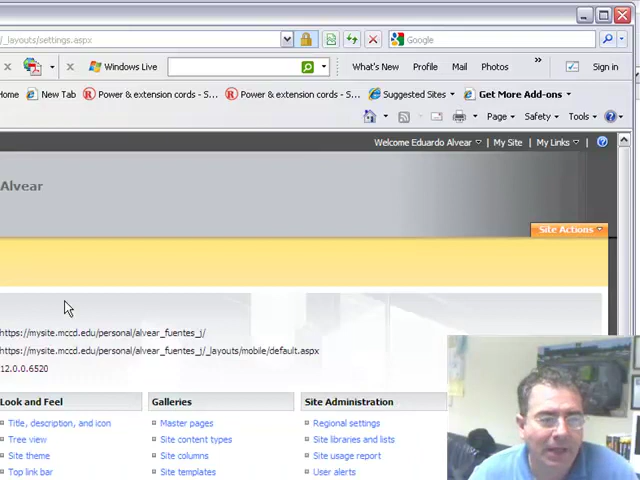 _layouts/settings.aspx
Google
Windows Live
What's New Profile Mail Photos » Sign in
Home New Tab Power & extension cords - S... Power & extension cords - S... Suggested Sites Get More Add-ons
Page Safety Tools
Welcome Eduardo Alvear My Site My Links
Alvear
Site Actions
https://mysite.mccd.edu/personal/alvear_fuentes_j/
https://mysite.mccd.edu/personal/alvear_fuentes_j/_layouts/mobile/default.aspx
12.0.0.6520
Look and Feel Galleries Site Administration
Title, description, and icon Master pages Regional settings
Tree view Site content types Site libraries and lists
Site theme Site columns Site usage report
Top link bar Site templates User alerts